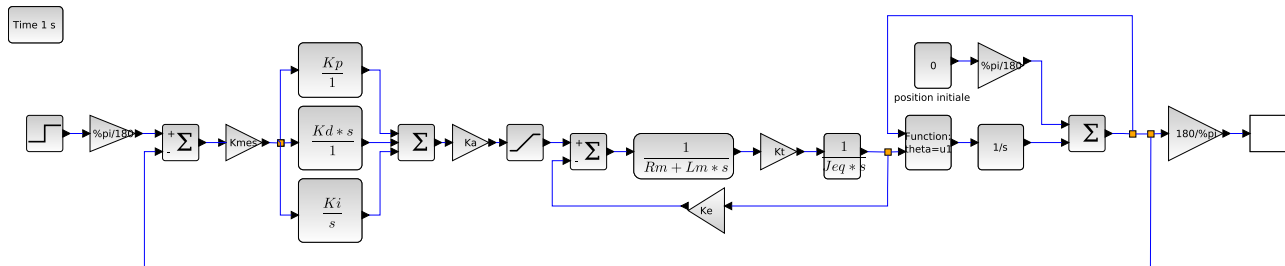 Time 1 s
%pi/180
+
-
Σ
Kmes
Kp
1
Kd * s
1
Ki
s
Σ
Ka
+
-
Σ
1
Rm + Lm * s
Kt
1
Jeq * s
Ke
Function:
theta=u1
0
position initiale
%pi/180
1/s
Σ
180/%pi